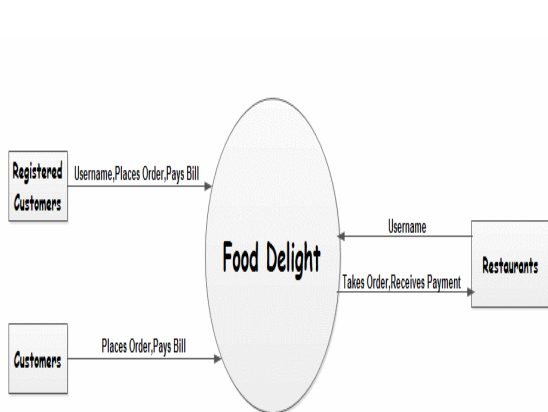 Registered
Customers
Username,Places Order,Pays Bill
Food Delight
Username
Restaurants
Takes Order,Receives Payment
Customers
Places Order,Pays Bill